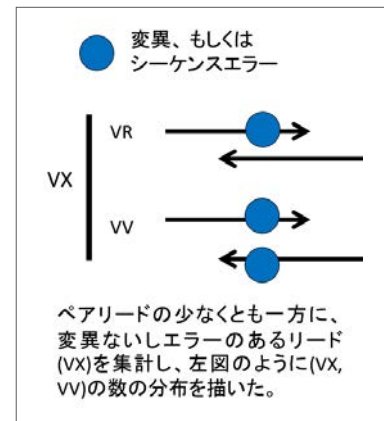 変異、もしくは
シーケンスエラー
VR
VX
VV
ペアリードの少なくとも一方に、
変異ないしエラーのあるリード
(VX)を集計し、左図のように(VX,
VV)の数の分布を描いた。